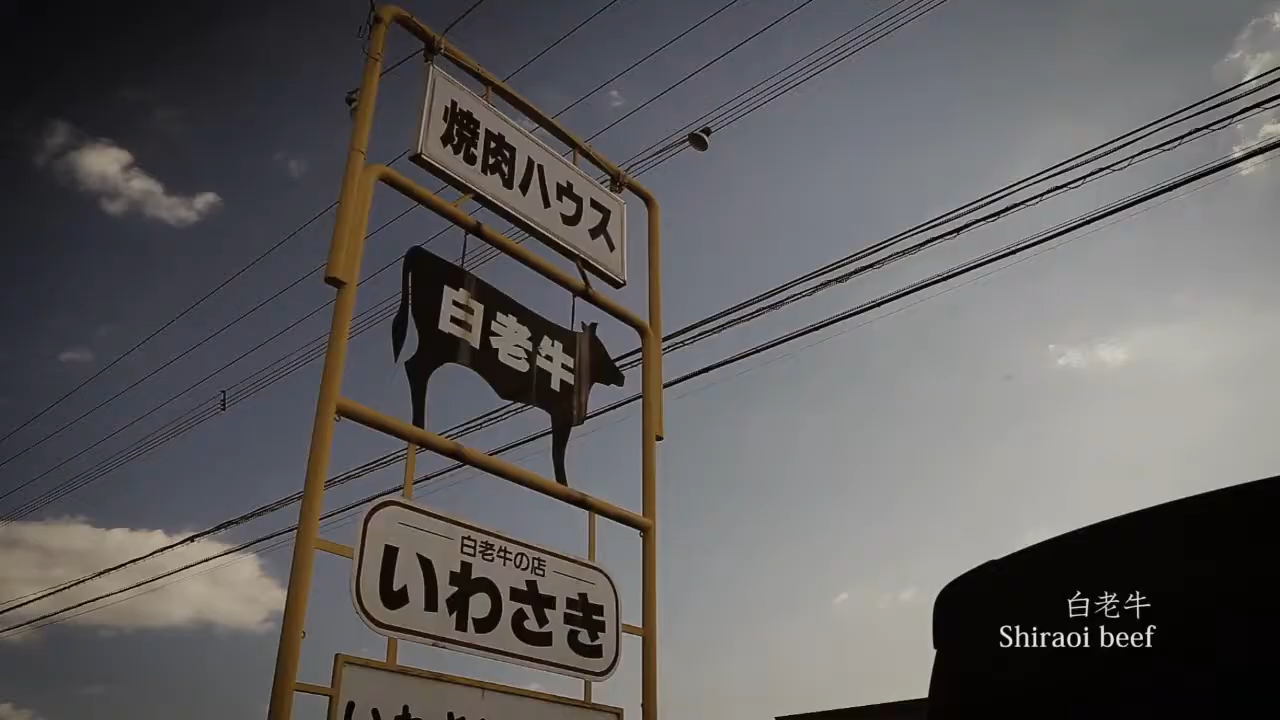 焼肉ハウス
白老牛
白老牛の店
いわさき
白老牛
Shiraoi beef